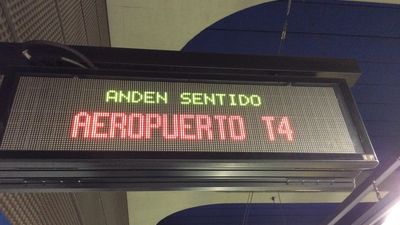 ANDEN SENTIDO
AEROPUERTO T4